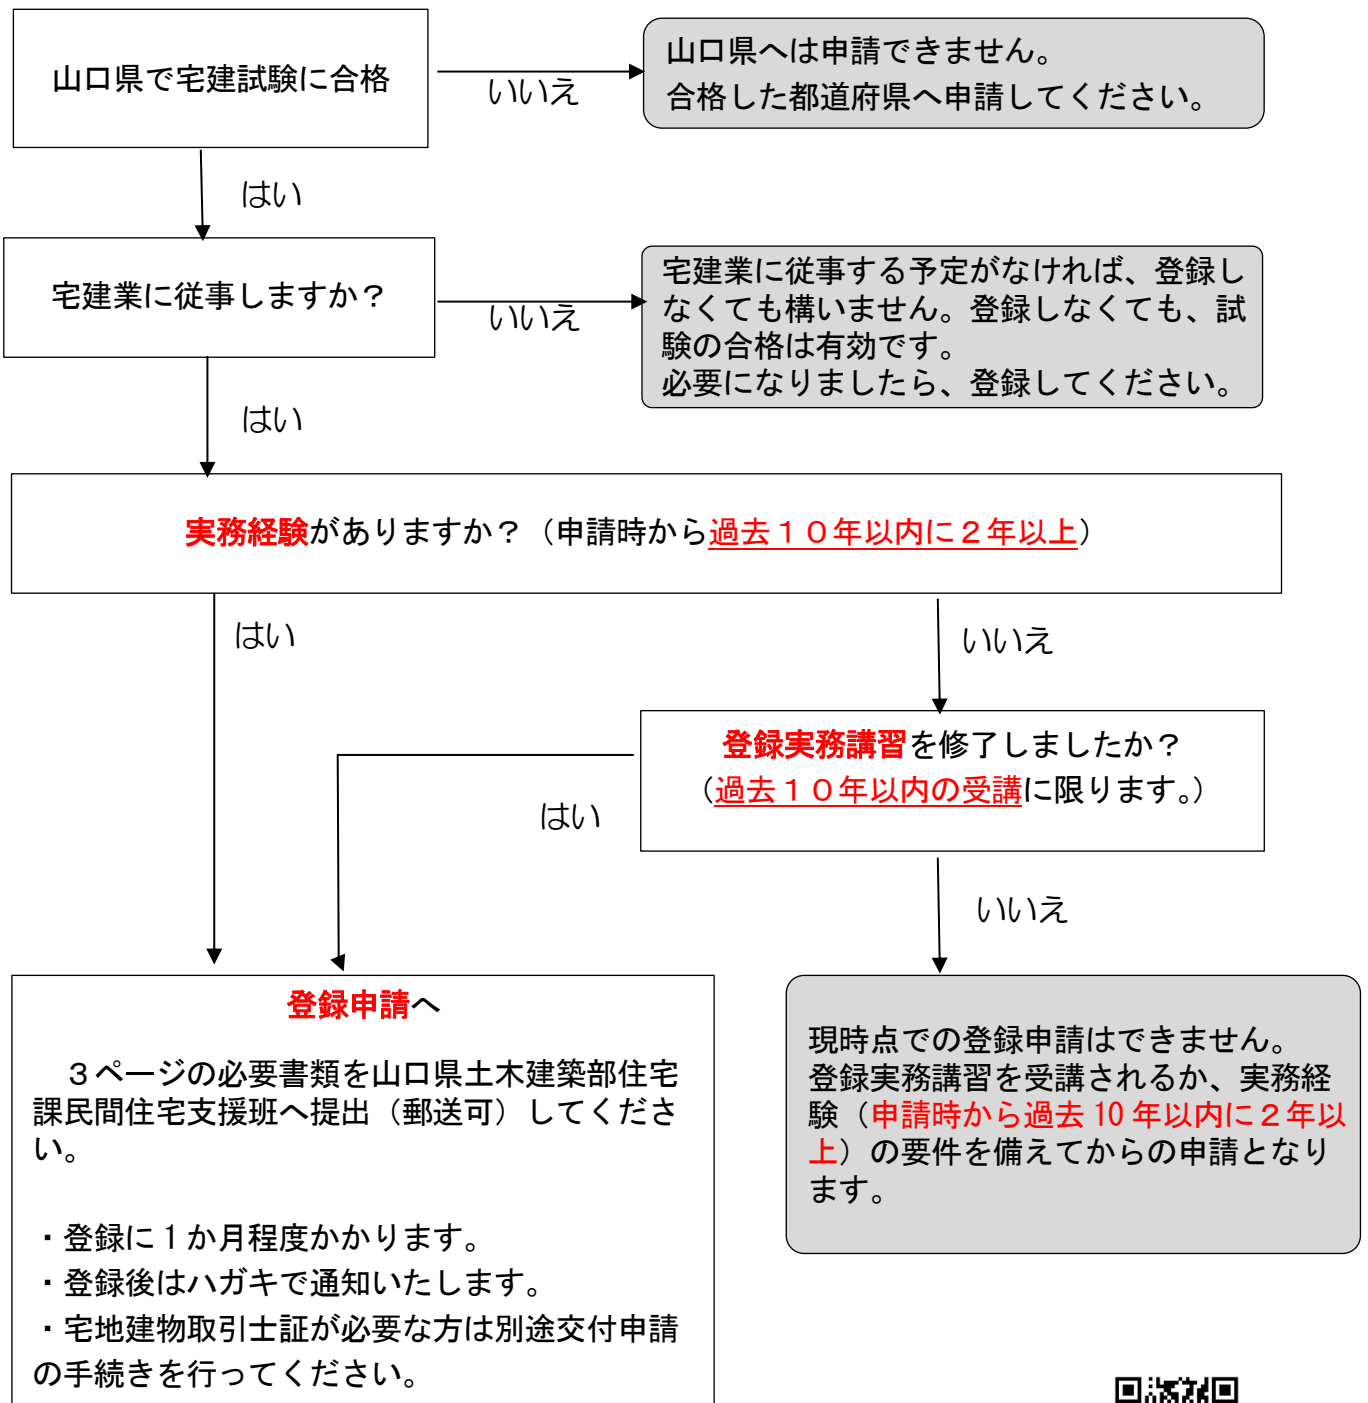 山口県で宅建試験に合格
いいえ
山口県へは申請できません。
合格した都道府県へ申請してください。
はい
宅建業に従事しますか？
いいえ
宅建業に従事する予定がなければ、登録し
なくても構いません。登録しなくても、試
験の合格は有効です。
必要になりましたら、登録してください。
はい
実務経験がありますか？（申請時から過去１０年以内に２年以上）
はい
いいえ
登録実務講習を修了しましたか？
（過去１０年以内の受講に限ります。）
はい
いいえ
登録申請へ
３ページの必要書類を山口県土木建築部住宅
課民間住宅支援班へ提出（郵送可）してくださ
い。
・登録に１か月程度かかります。
・登録後はハガキで通知いたします。
・宅地建物取引士証が必要な方は別途交付申請
の手続きを行ってください。
現時点での登録申請はできません。
登録実務講習を受講されるか、実務経
験（申請時から過去 10 年以内に２年以
上）の要件を備えてからの申請となり
ます。